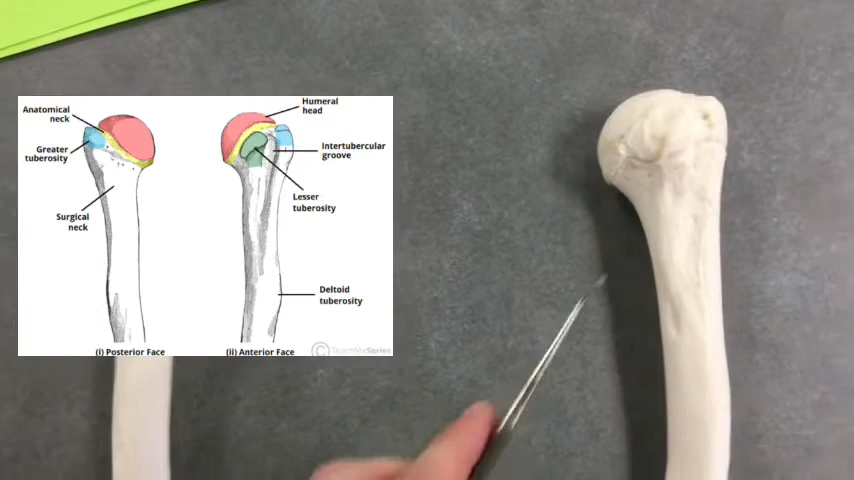 Anatomical
neck
Greater
tuberosity
Surgical
neck
Humeral
head
Intertubercular
groove
Lesser
tuberosity
Deltoid
tuberosity
(i) Posterior Face
(ii) Anterior Face
© TeachMeSeries